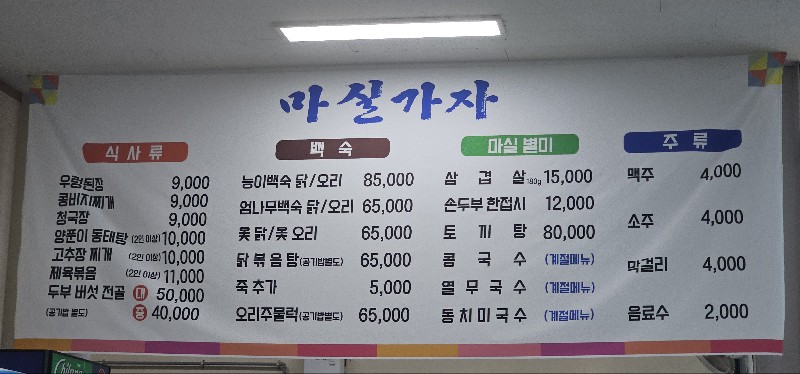 마실가자
식사류
우렁된장 9,000
콩비지찌개 9,000
청국장 9,000
양푼이 동태탕 (2인 이상) 10,000
고추장 찌개 (2인 이상) 10,000
제육볶음 (2인 이상) 11,000
두부 버섯 전골 대 50,000
(공기밥 별도) 중 40,000
백숙
능이백숙 닭/오리 85,000
엄나무백숙 닭/오리 65,000
옻 닭/옻 오리 65,000
닭 볶음 탕(공기밥별도) 65,000
죽 추가 5,000
오리주물럭(공기밥별도) 65,000
마실 별미
삼겹살 180g 15,000
손두부 한접시 12,000
토끼탕 80,000
콩국수 (계절메뉴)
열무국수 (계절메뉴)
동치미국수 (계절메뉴)
주류
맥주 4,000
소주 4,000
막걸리 4,000
음료수 2,000
Chilsung